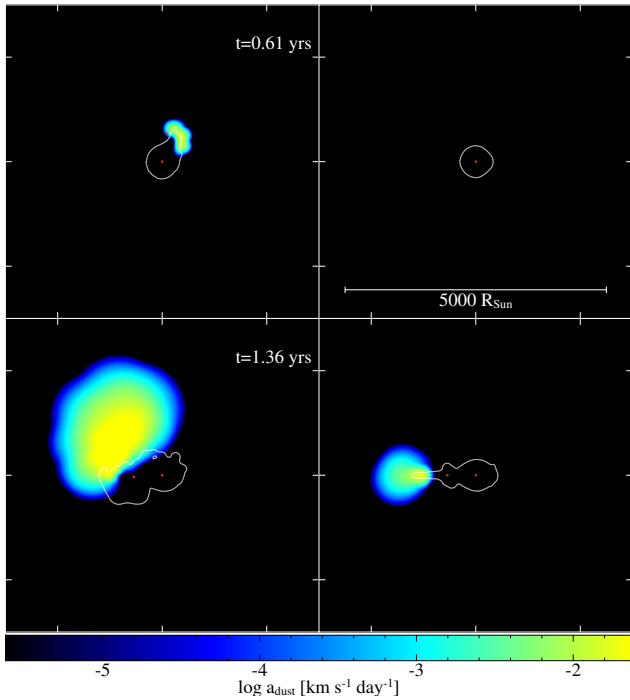 t=0.61 yrs
5000 R_Sun
t=1.36 yrs
-5 -4 -3 -2
log a_dust [km s^-1 day^-1]